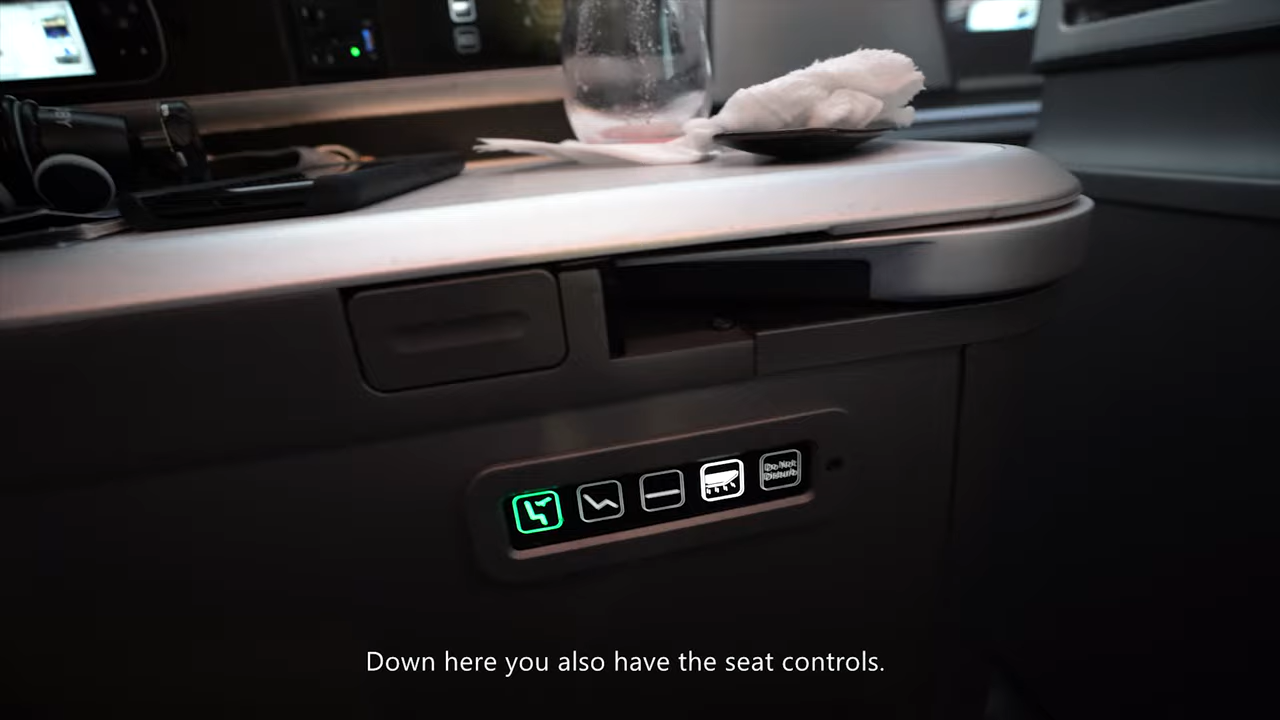 Do Not
Disturb
Down here you also have the seat controls.